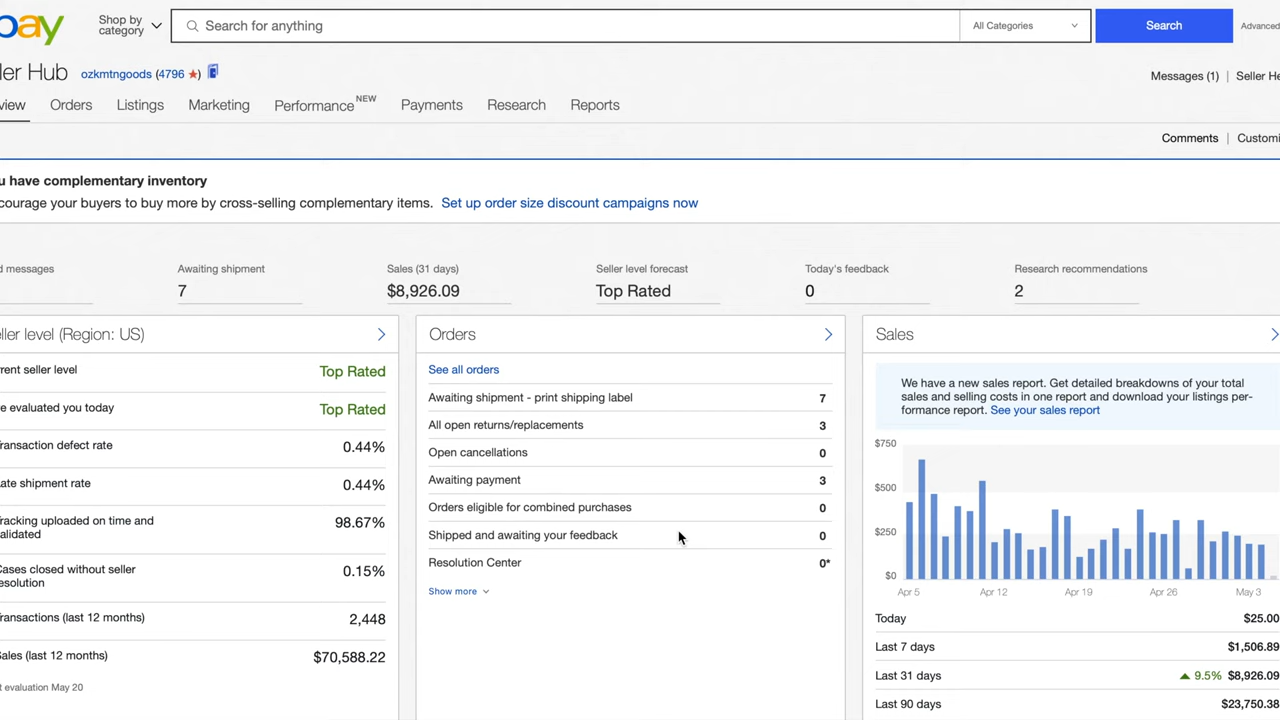 bay
Shop by
category
Search for anything
All Categories
Search
Advanced
ler Hub
ozkmtngoods (4796 ★)
Messages (1) | Seller He
view
Orders
Listings
Marketing
Performance NEW
Payments
Research
Reports
Comments | Customi
u have complementary inventory
courage your buyers to buy more by cross-selling complementary items. Set up order size discount campaigns now
d messages
Awaiting shipment
7
Sales (31 days)
$8,926.09
Seller level forecast
Top Rated
Today's feedback
0
Research recommendations
2
eller level (Region: US)
rrent seller level Top Rated
e evaluated you today Top Rated
Transaction defect rate 0.44%
ate shipment rate 0.44%
Tracking uploaded on time and
alidated
98.67%
Cases closed without seller
esolution
0.15%
Transactions (last 12 months) 2,448
Sales (last 12 months) $70,588.22
t evaluation May 20
Orders
See all orders
Awaiting shipment - print shipping label 7
All open returns/replacements 3
Open cancellations 0
Awaiting payment 3
Orders eligible for combined purchases 0
Shipped and awaiting your feedback 0
Resolution Center 0*
Show more
Sales
We have a new sales report. Get detailed breakdowns of your total
sales and selling costs in one report and download your listings per-
formance report. See your sales report
$750
$500
$250
$0
Apr 5 Apr 12 Apr 19 Apr 26 May 3
Today $25.00
Last 7 days $1,506.89
Last 31 days 9.5% $8,926.09
Last 90 days $23,750.38